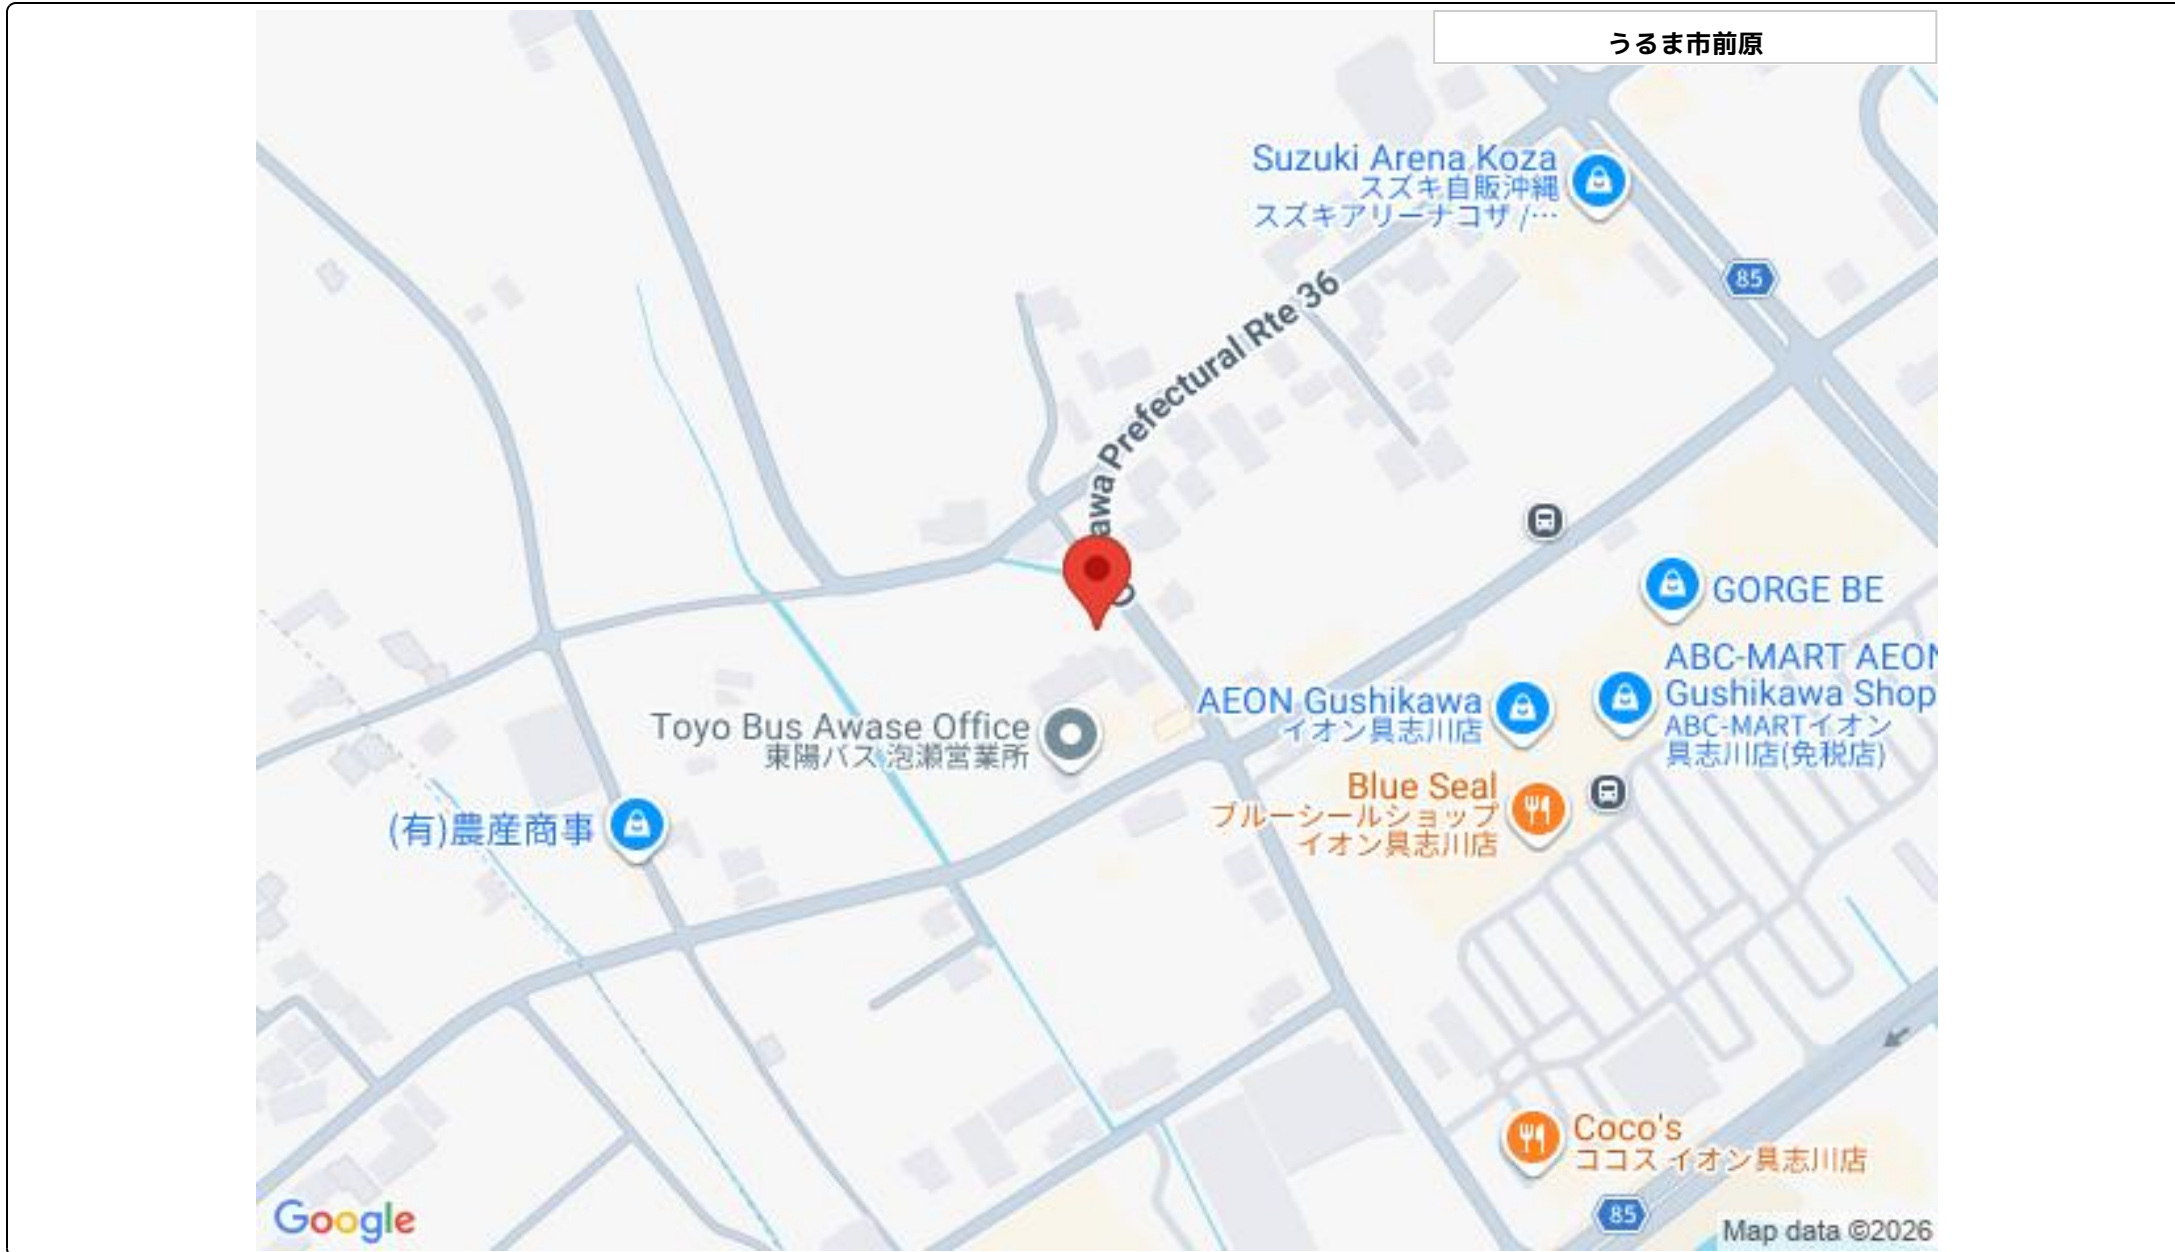 うるま市前原
Suzuki Arena Koza
スズキ自販沖縄
スズキアリーナコザ /…
85
awa Prefectural Rte 36
GORGE BE
ABC-MART AEON
Gushikawa Shop
ABC-MARTイオン
具志川店(免税店)
AEON Gushikawa
イオン具志川店
Toyo Bus Awase Office
東陽バス 泡瀬営業所
Blue Seal
ブルーシールショップ
イオン具志川店
(有)農産商事
Coco's
ココス イオン具志川店
85
Google
Map data ©2026